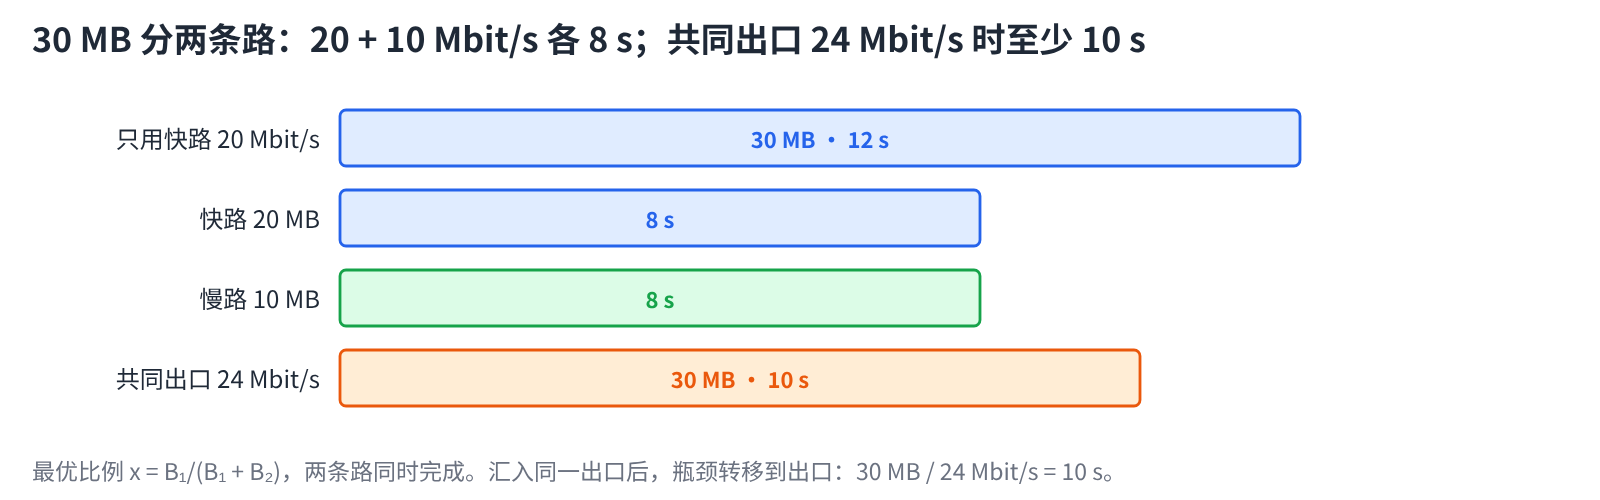 30 MB 分两条路：20 + 10 Mbit/s 各 8 s；共同出口 24 Mbit/s 时至少 10 s
只用快路 20 Mbit/s
30 MB · 12 s
快路 20 MB
8 s
慢路 10 MB
8 s
共同出口 24 Mbit/s
30 MB · 10 s
最优比例 x = B₁/(B₁ + B₂)，两条路同时完成。汇入同一出口后，瓶颈转移到出口：30 MB / 24 Mbit/s = 10 s。